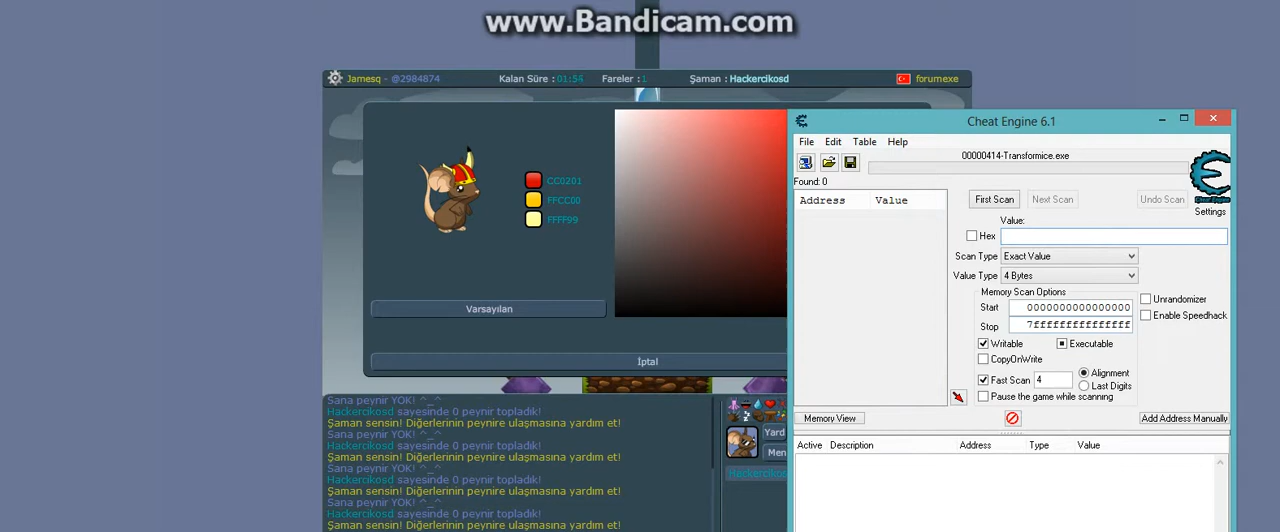 www.Bandicam.com
Jamesq - @2984874 Kalan Süre : 01:54 Fareler : 1 Şaman : Hackercikosd forumexe
CC0201
FFCC00
FFFF99
Varsayılan
İptal
Sana peynir YOK! ^_^
Hackercikosd sayesinde 0 peynir topladık!
Şaman sensin! Diğerlerinin peynire ulaşmasına yardım et!
Sana peynir YOK! ^_^
Hackercikosd sayesinde 0 peynir topladık!
Şaman sensin! Diğerlerinin peynire ulaşmasına yardım et!
Sana peynir YOK! ^_^
Hackercikosd sayesinde 0 peynir topladık!
Şaman sensin! Diğerlerinin peynire ulaşmasına yardım et!
Sana peynir YOK! ^_^
Hackercikosd sayesinde 0 peynir topladık!
Şaman sensin! Diğerlerinin peynire ulaşmasına yardım et!
Yard
Men
Hackercikos
Cheat Engine 6.1
File Edit Table Help
00000414-Transformice.exe
Found: 0
Address Value
First Scan Next Scan Undo Scan
Cheat Engine
Settings
Value:
Hex
Scan Type Exact Value
Value Type 4 Bytes
Memory Scan Options
Start 0000000000000000
Stop 7fffffffffffffff
Unrandomizer
Enable Speedhack
Writable Executable
CopyOnWrite
Fast Scan 4 Alignment
Last Digits
Pause the game while scanning
Memory View Add Address Manually
Active Description Address Type Value